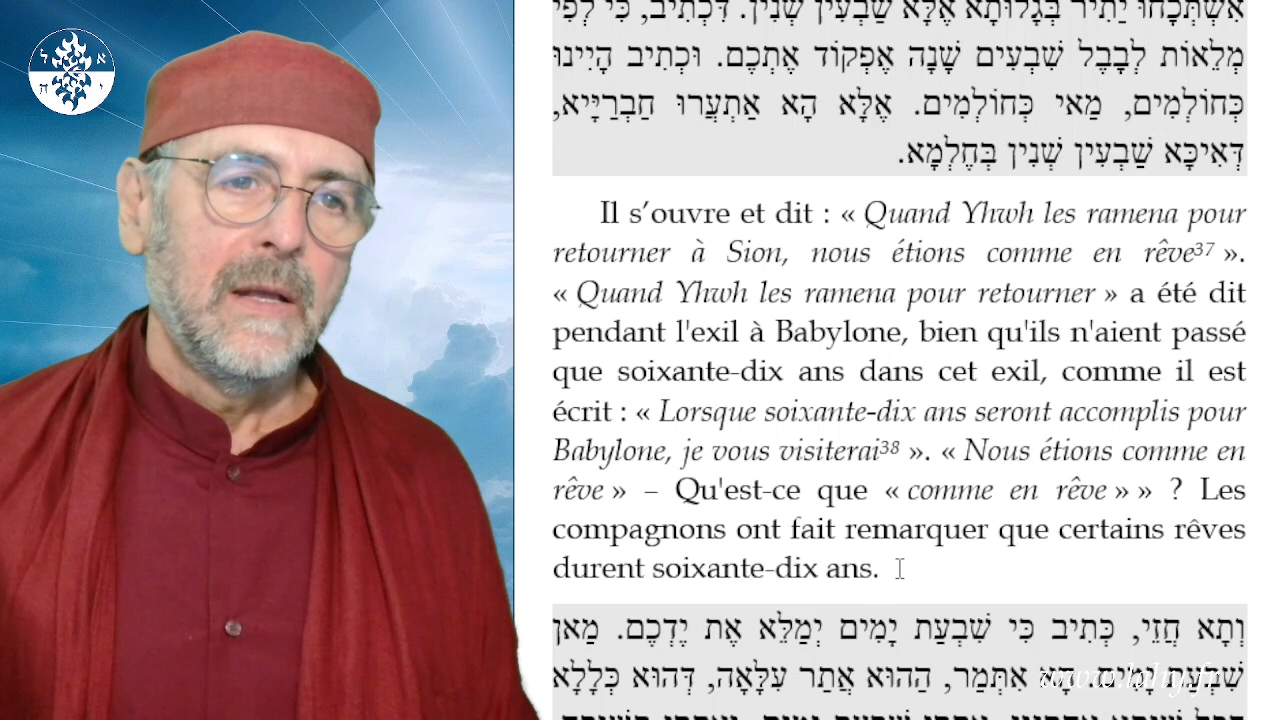 אִשְׁתְּכָחוּ יַתִּיר בְּגָלוּתָא אֶלָּא שַׁבְעִין שְׁנִין. דִּכְתִיב, כִּי לְפִי
מְלֵאוֹת לְבָבֶל שִׁבְעִים שָׁנָה אֶפְקוֹד אֶתְכֶם. וּכְתִיב הָיִינוּ
כְּחוֹלְמִים, מַאי כְּחוֹלְמִים. אֶלָּא הָא אַתְעֲרוּ חַבְרַיָּיא,
דְּאִיכָּא שַׁבְעִין שְׁנִין בְּחֶלְמָא.
Il s’ouvre et dit : « Quand Yhwh les ramena pour
retourner à Sion, nous étions comme en rêve37 ».
« Quand Yhwh les ramena pour retourner » a été dit
pendant l'exil à Babylone, bien qu'ils n'aient passé
que soixante-dix ans dans cet exil, comme il est
écrit : « Lorsque soixante-dix ans seront accomplis pour
Babylone, je vous visiterai38 ». « Nous étions comme en
rêve » – Qu'est-ce que « comme en rêve » » ? Les
compagnons ont fait remarquer que certains rêves
durent soixante-dix ans.
וְתָא חֲזֵי, כְּתִיב כִּי שִׁבְעַת יָמִים יְמַלֵּא אֶת יֶדְכֶם. מַאן
שִׁבְעַת יָמִים. הָא אִתְּמַר, הַהוּא אֲתַר עִלָּאָה, דְּהוּא כְּלָלָא